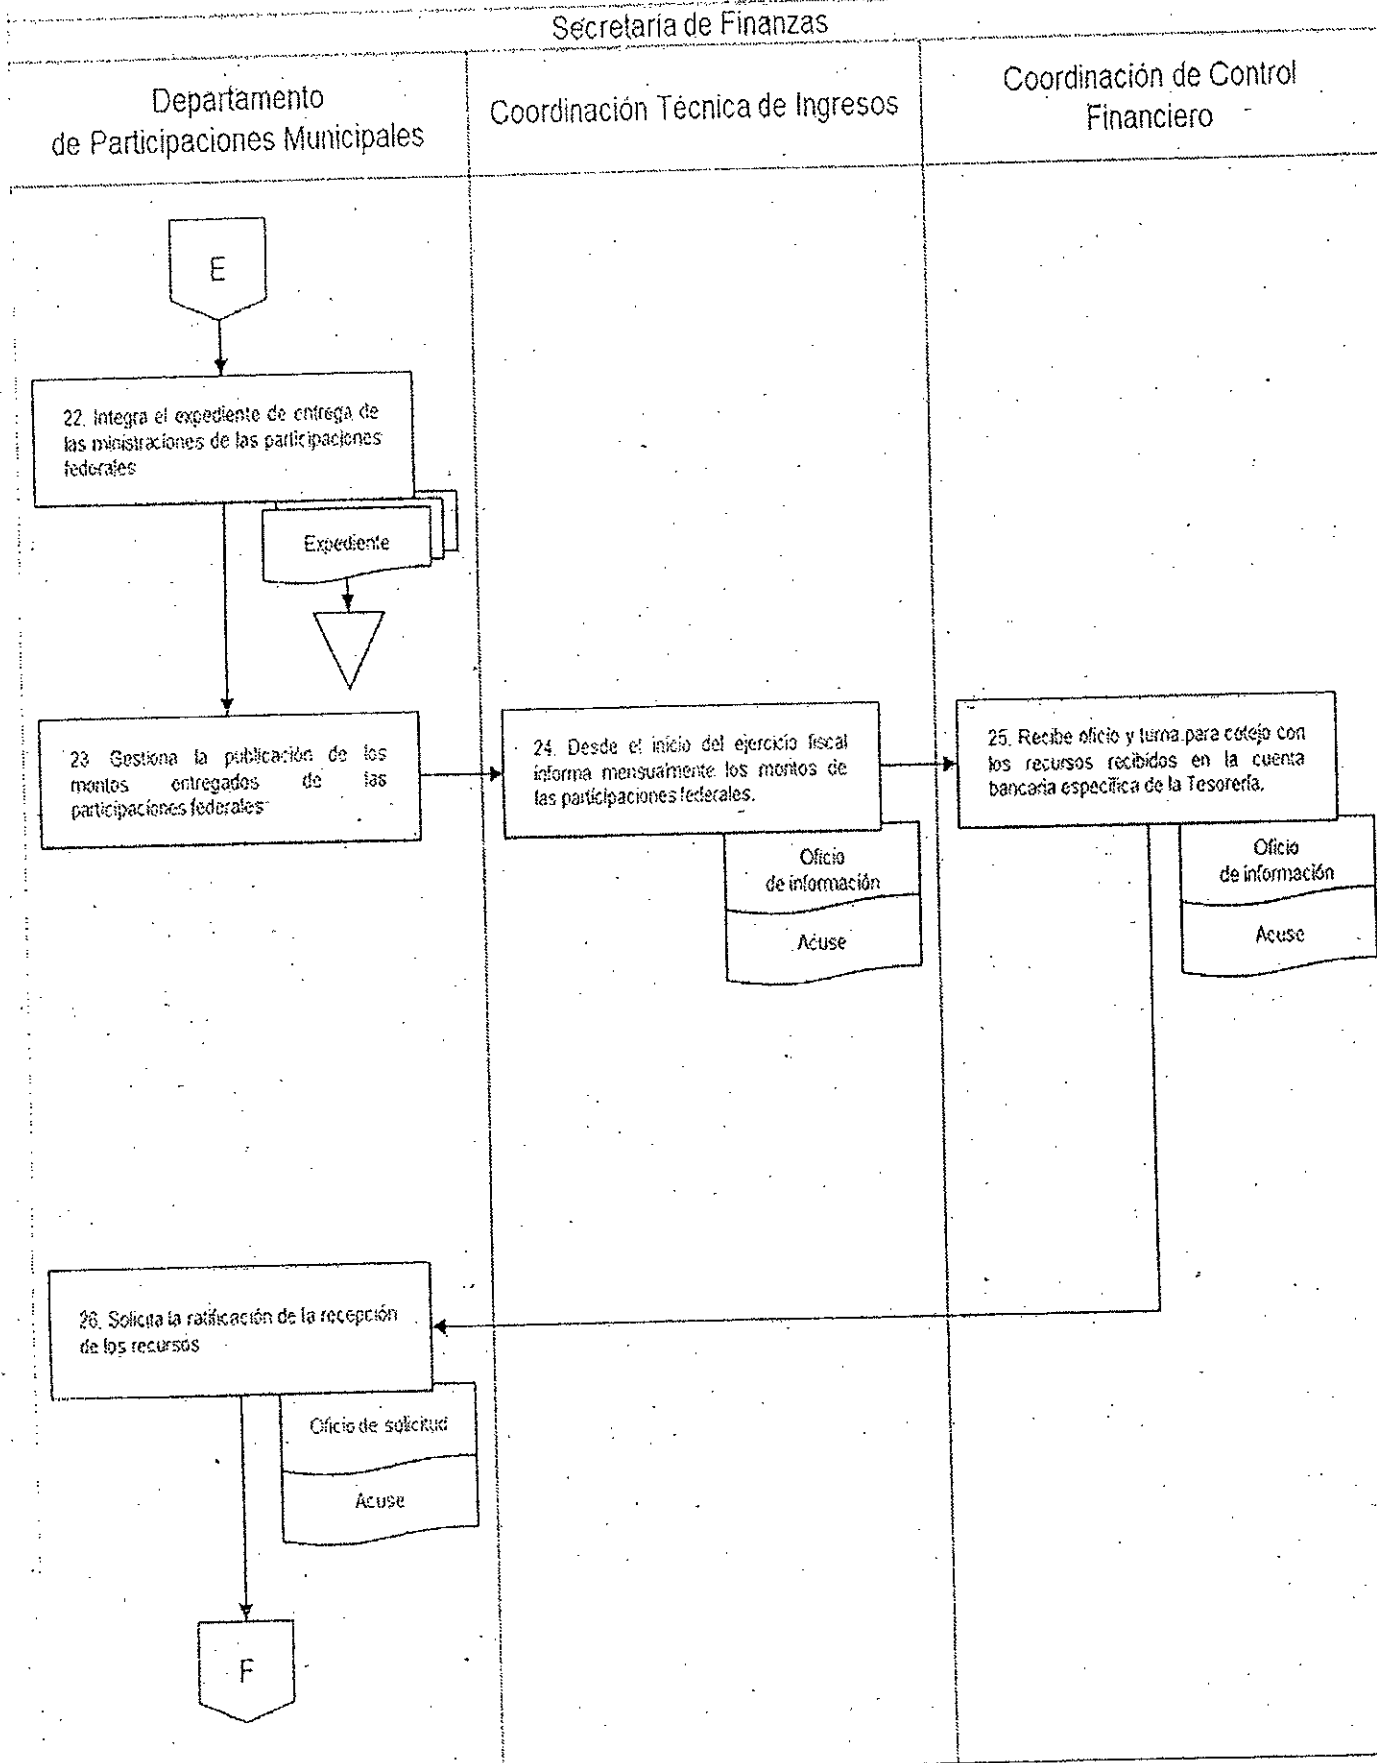 Secretaría de Finanzas
Departamento
de Participaciones Municipales
Coordinación Técnica de Ingresos
Coordinación de Control
Financiero
E
22. Integra el expediente de entrega de
las ministraciones de las participaciones
federales
Expediente
23. Gestiona la publicación de los
montos entregados de las
participaciones federales
24. Desde el inicio del ejercicio fiscal
informa mensualmente los montos de
las participaciones federales.
Oficio
de información
Acuse
25. Recibe oficio y turna para cotejo con
los recursos recibidos en la cuenta
bancaria específica de la Tesorería.
Oficio
de información
Acuse
26. Solicita la ratificación de la recepción
de los recursos
Oficio de solicitud
Acuse
F